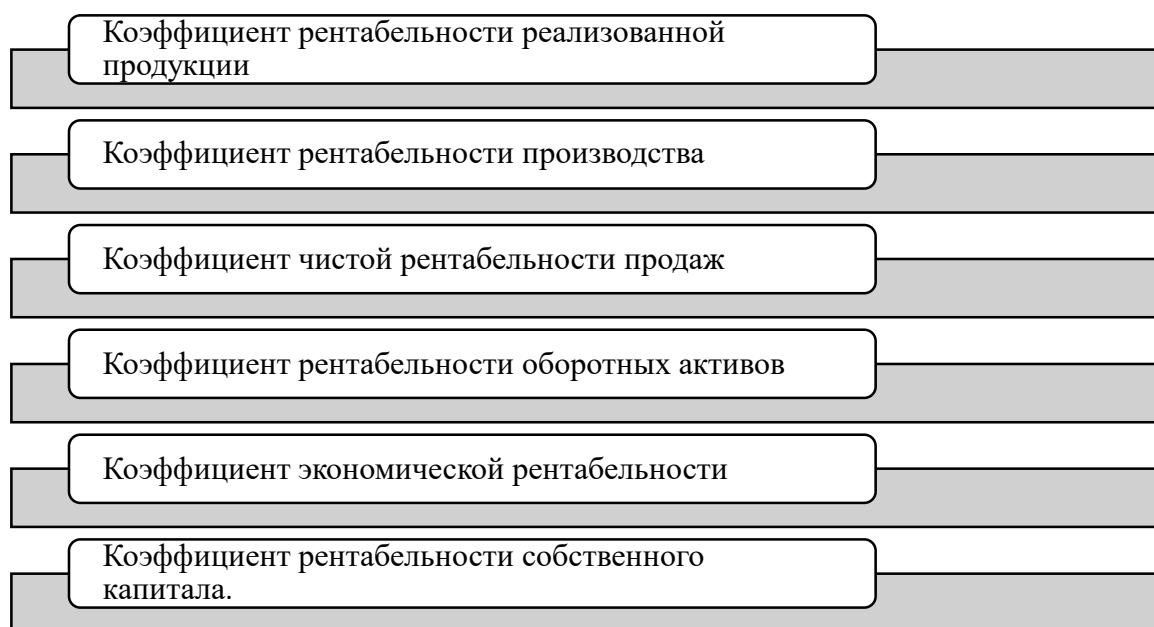 Коэффициент рентабельности реализованной
продукции
Коэффициент рентабельности производства
Коэффициент чистой рентабельности продаж
Коэффициент рентабельности оборотных активов
Коэффициент экономической рентабельности
Коэффициент рентабельности собственного
капитала.